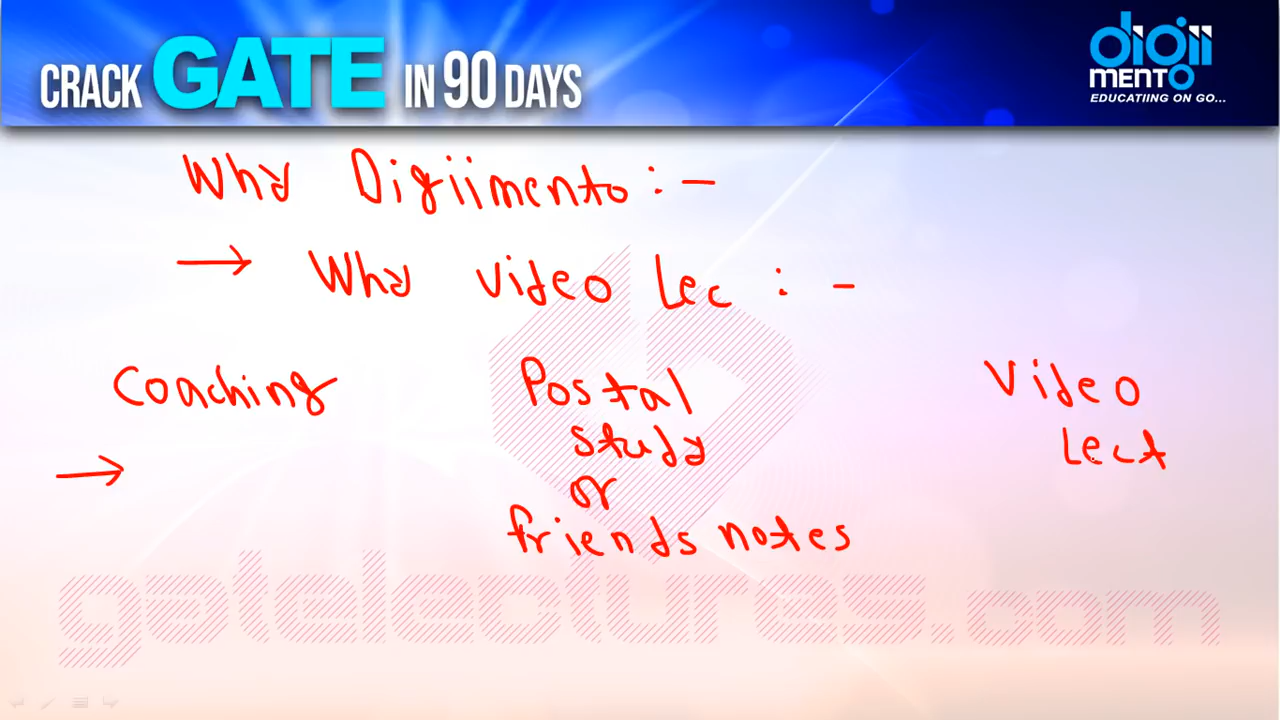 CRACK GATE IN 90 DAYS
digii
MENTO
EDUCATIING ON GO...
Why Digiimento : -
→ Why video Lec : -
Coaching Postal Video
study Lect
→ or
friends notes
gatelectures.com